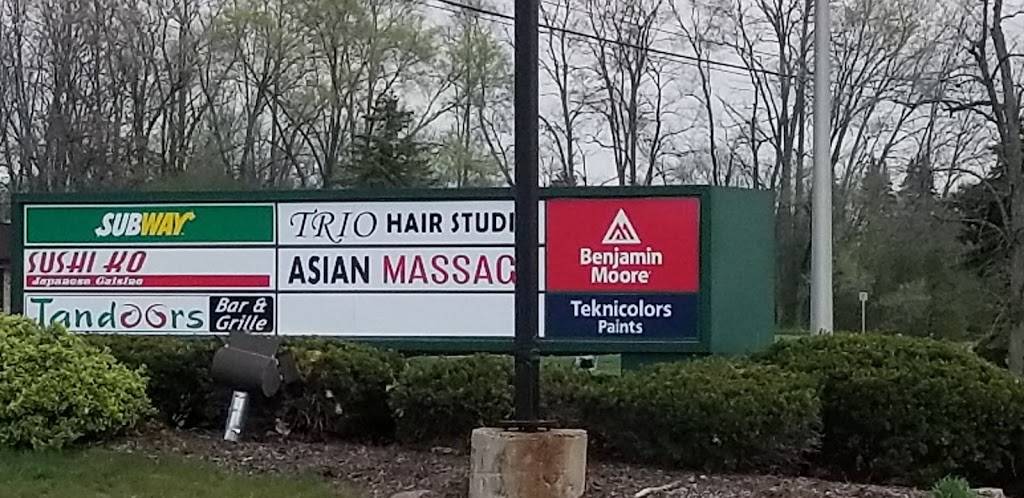 SUBWAY
SUSHI KO
Japanese Cuisine
Tandoors
Bar &
Grille
TRIO HAIR STUDI
ASIAN MASSAG
Benjamin
Moore
Teknicolors
Paints